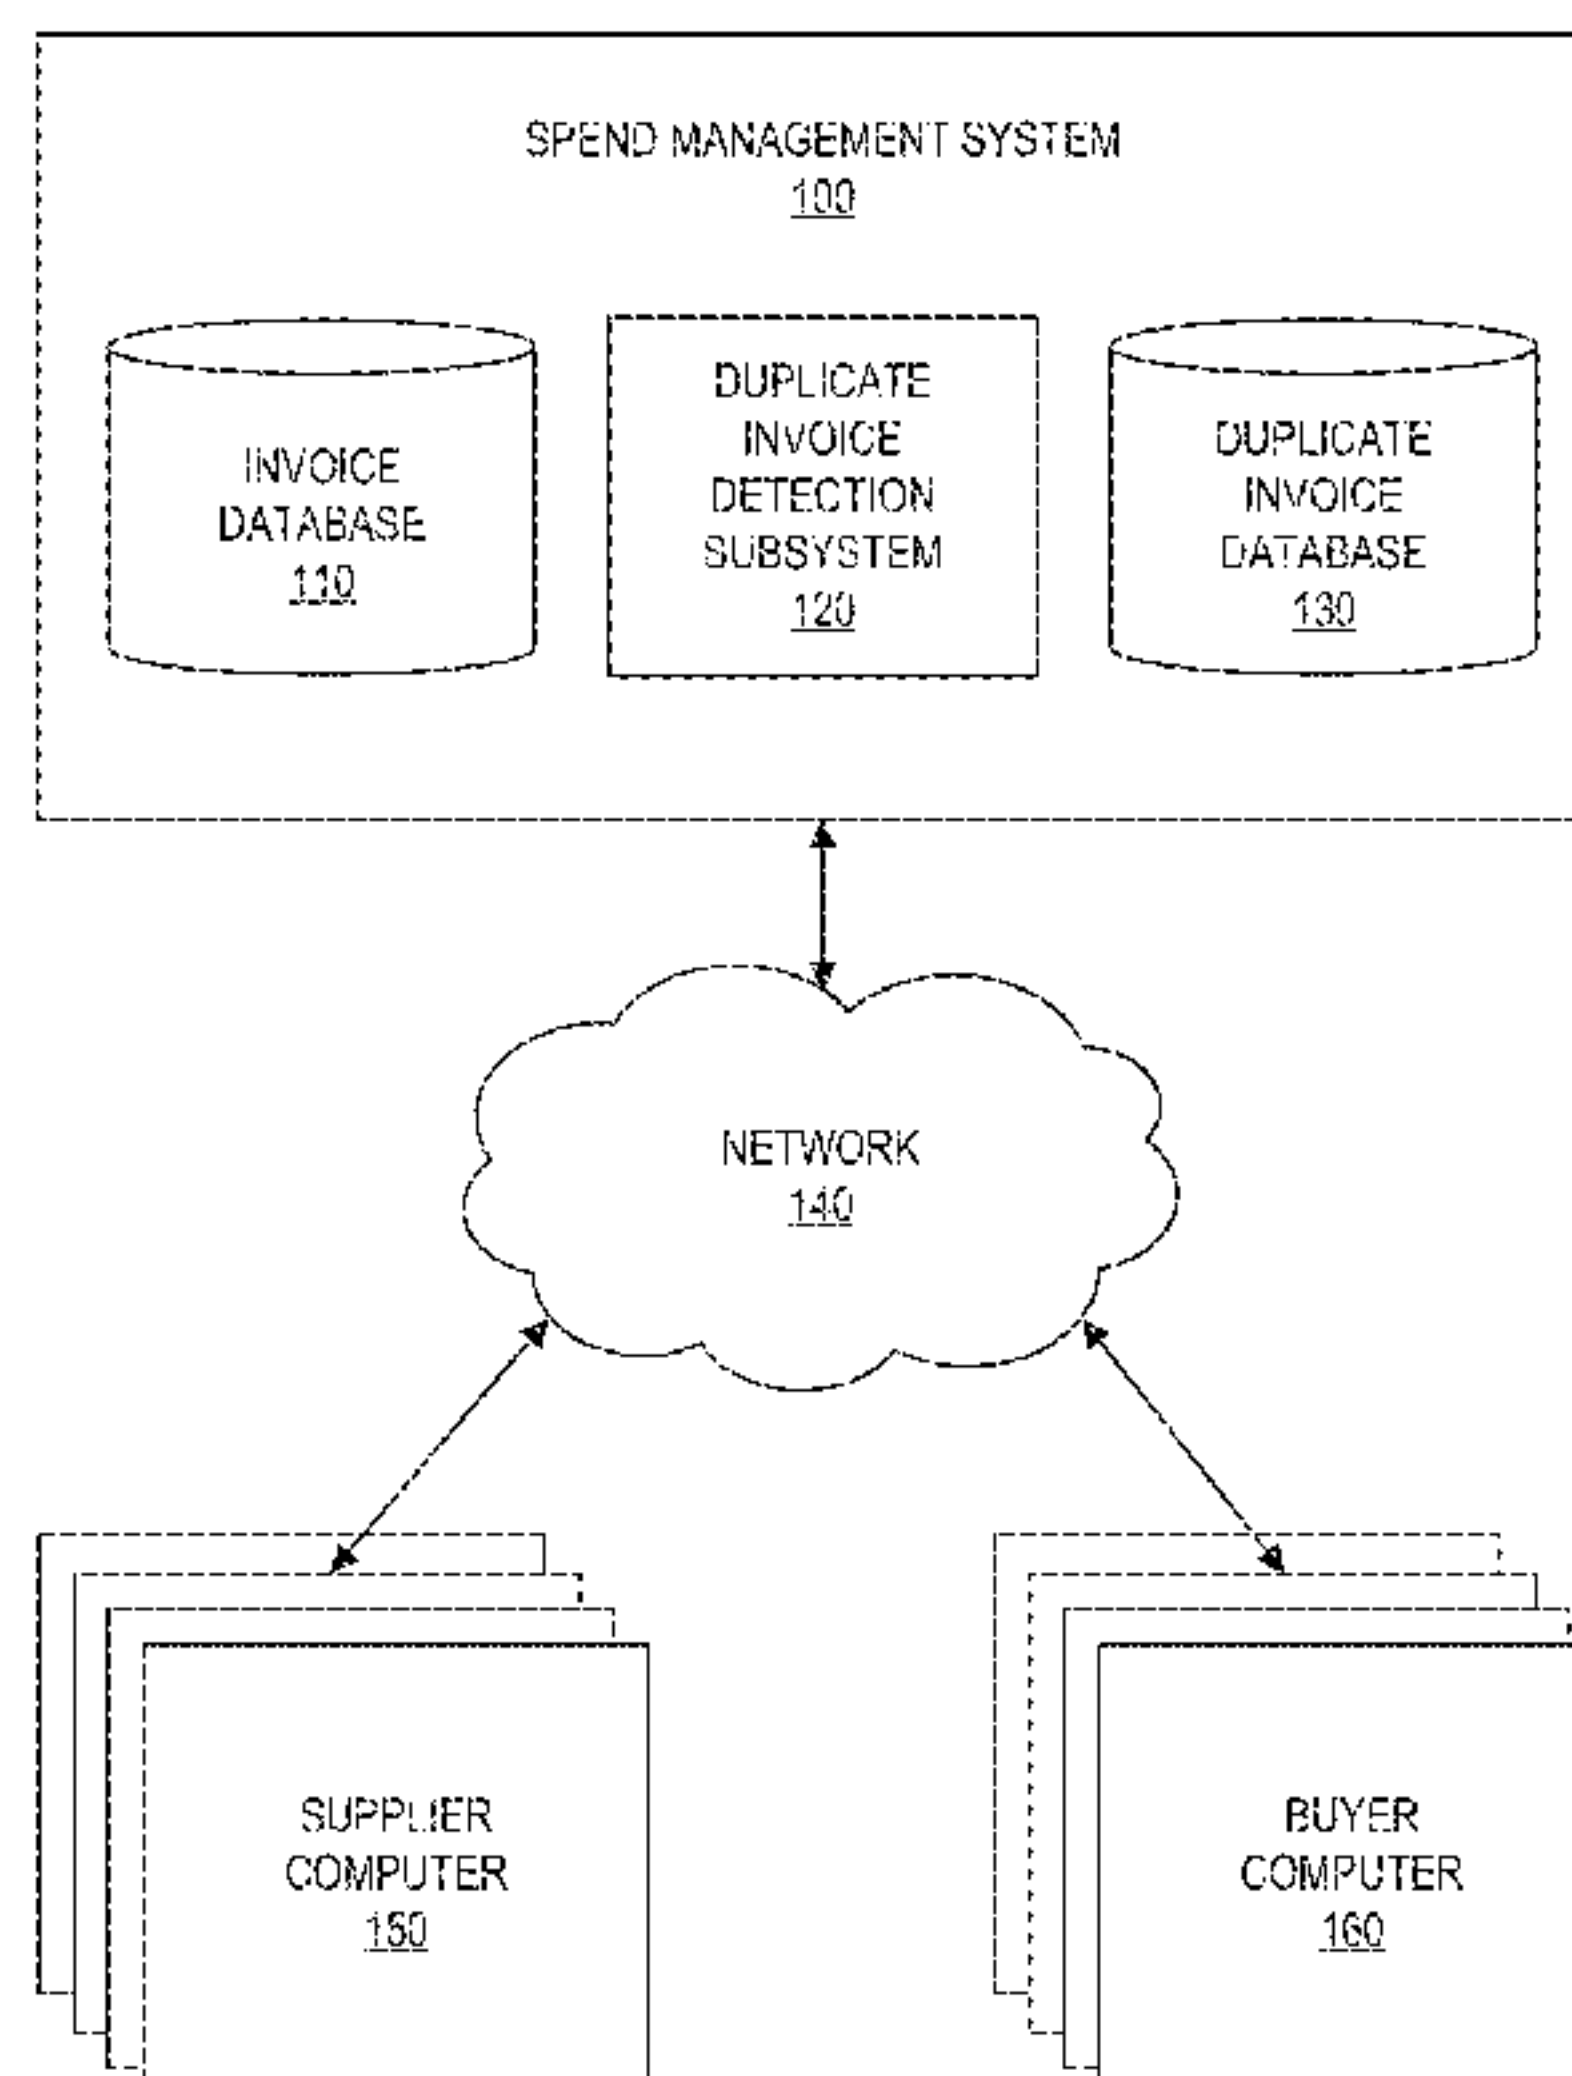 SPEND MANAGEMENT SYSTEM
100
INVOICE
DATABASE
110
DUPLICATE
INVOICE
DETECTION
SUBSYSTEM
120
DUPLICATE
INVOICE
DATABASE
130
NETWORK
140
SUPPLIER
COMPUTER
150
BUYER
COMPUTER
160